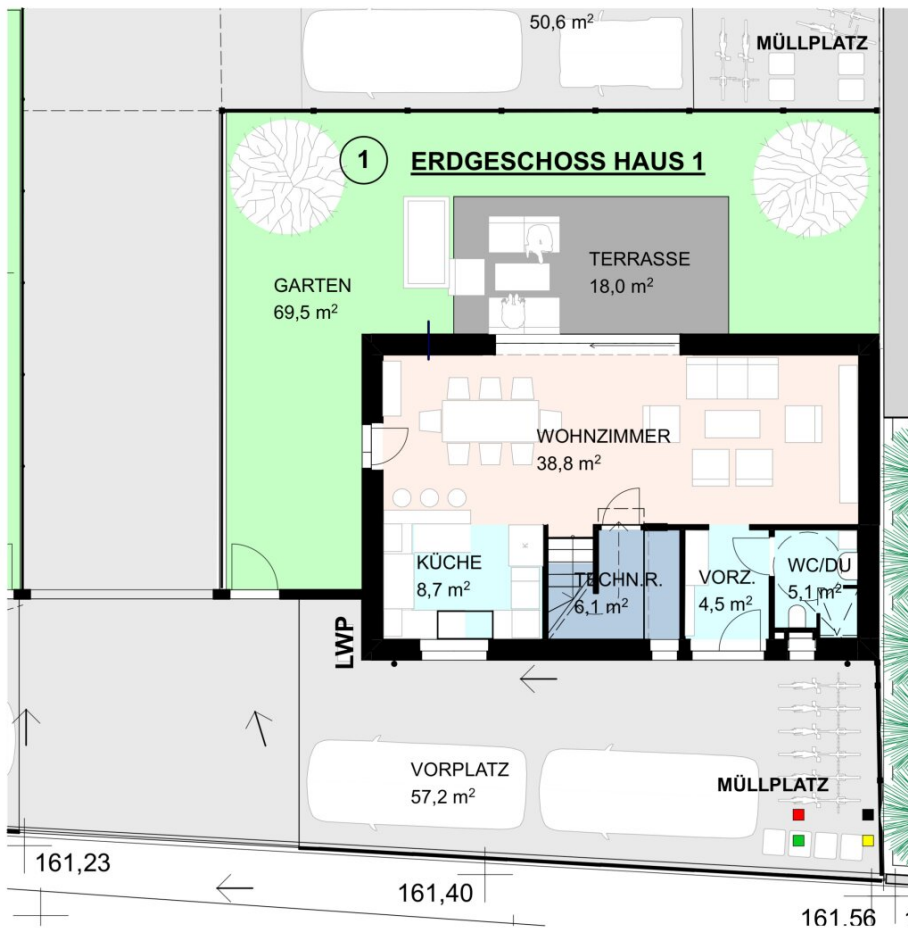 50,6 m²
MÜLLPLATZ
1
ERDGESCHOSS HAUS 1
TERRASSE
18,0 m²
GARTEN
69,5 m²
WOHNZIMMER
38,8 m²
KÜCHE
8,7 m²
TECHN.R.
6,1 m²
VORZ.
4,5 m²
WC/DU
5,1 m²
LWP
VORPLATZ
57,2 m²
MÜLLPLATZ
161,23
161,40
161,56